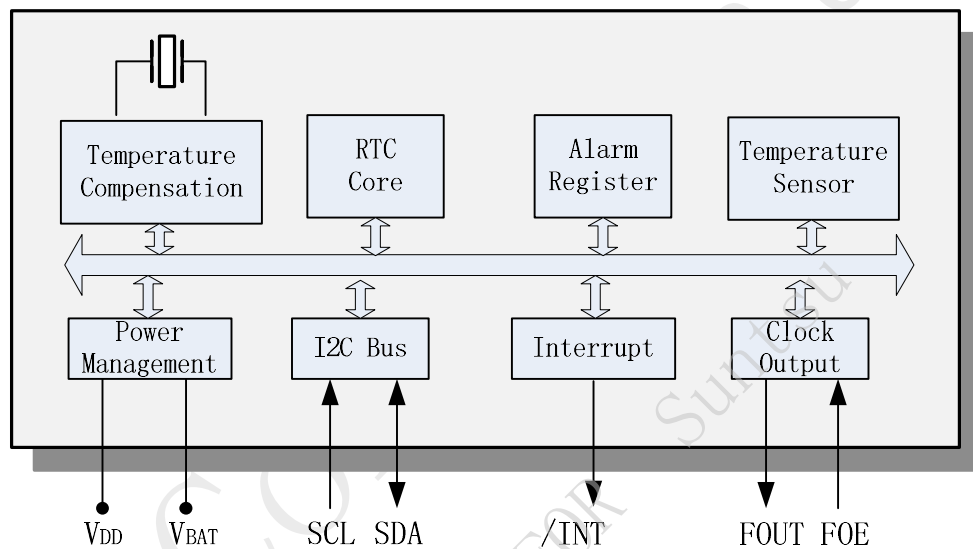 Temperature
Compensation
RTC
Core
Alarm
Register
Temperature
Sensor
Power
Management
I2C Bus
Interrupt
Clock
Output
VDD
VBAT
SCL SDA
/INT
FOUT FOE
Suntsu